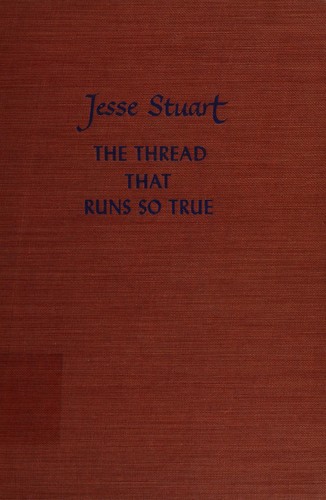 Jesse Stuart
THE THREAD
THAT
RUNS SO TRUE